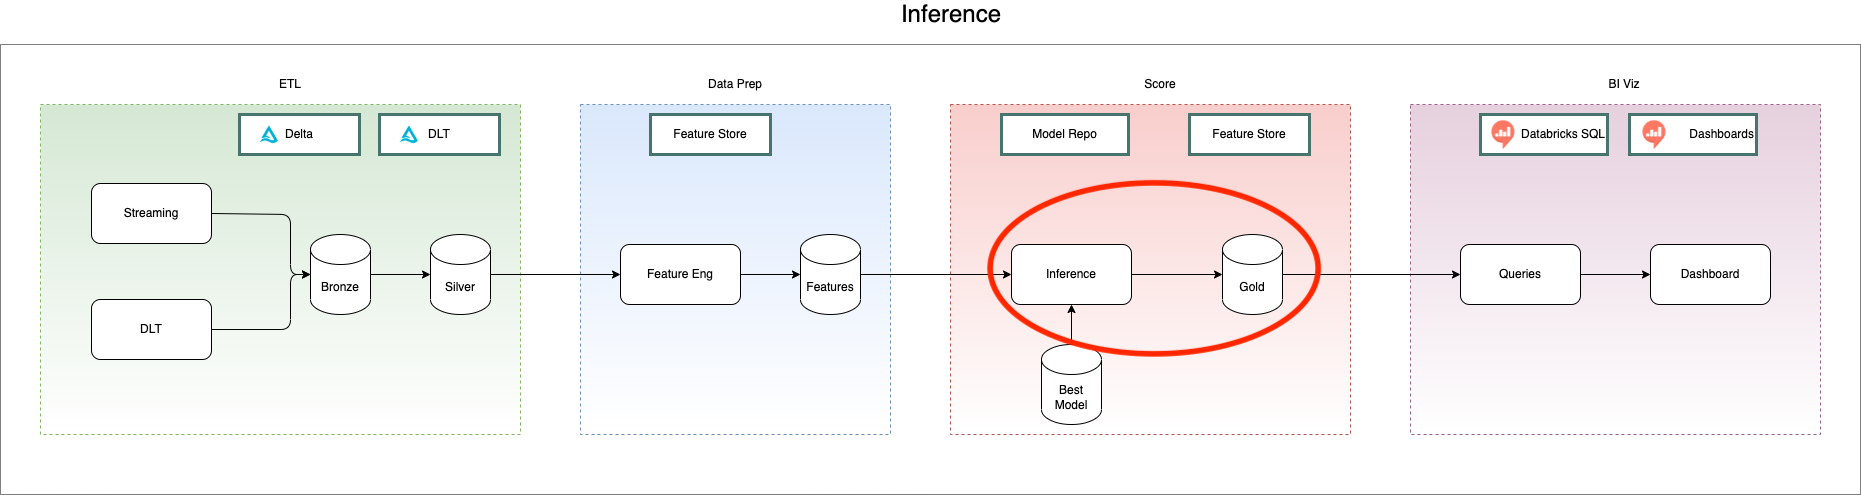 Inference
ETL
Delta
DLT
Streaming
DLT
Bronze
Silver
Data Prep
Feature Store
Feature Eng
Features
Score
Model Repo
Feature Store
Inference
Gold
Best
Model
BI Viz
Databricks SQL
Dashboards
Queries
Dashboard